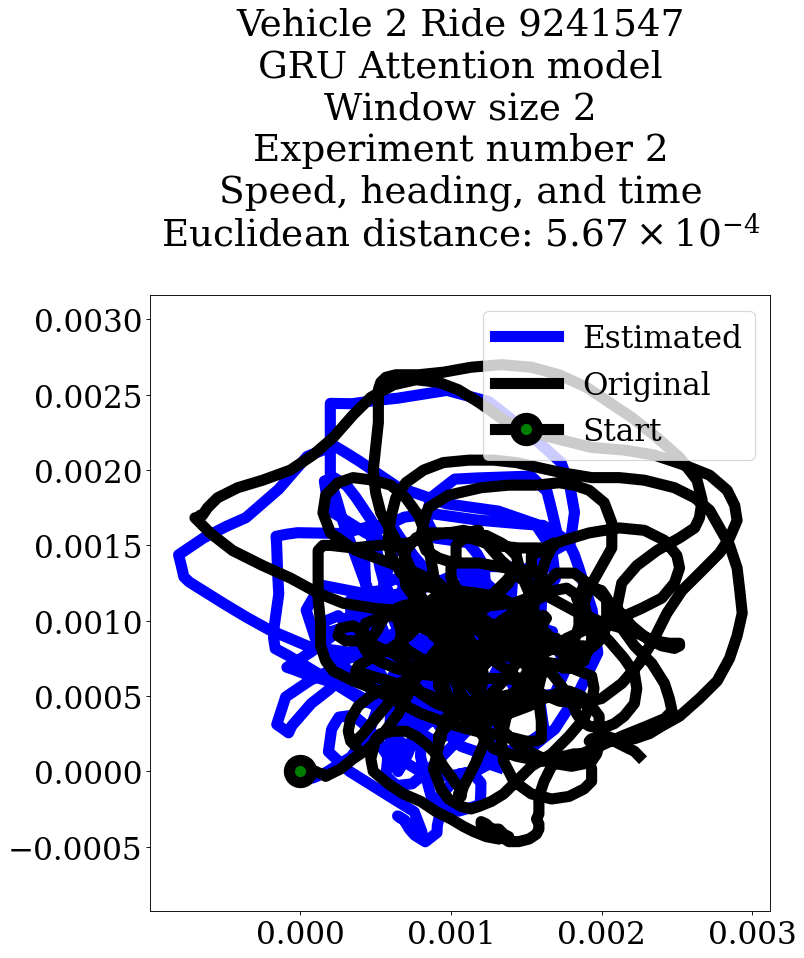 Vehicle 2 Ride 9241547
GRU Attention model
Window size 2
Experiment number 2
Speed, heading, and time
Euclidean distance: 5.67 × 10⁻⁴
Estimated
Original
Start
0.0030
0.0025
0.0020
0.0015
0.0010
0.0005
0.0000
−0.0005
0.000 0.001 0.002 0.003